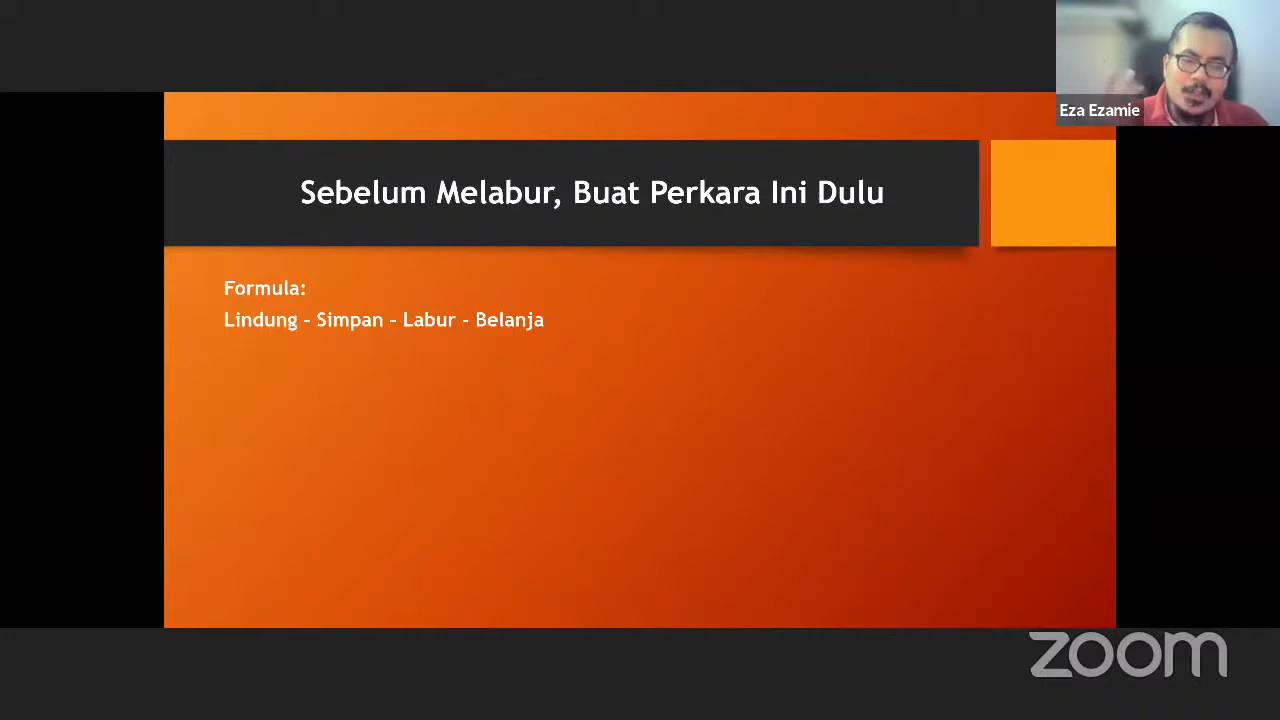 Eza Ezamie
Sebelum Melabur, Buat Perkara Ini Dulu
Formula:
Lindung – Simpan – Labur - Belanja
zoom